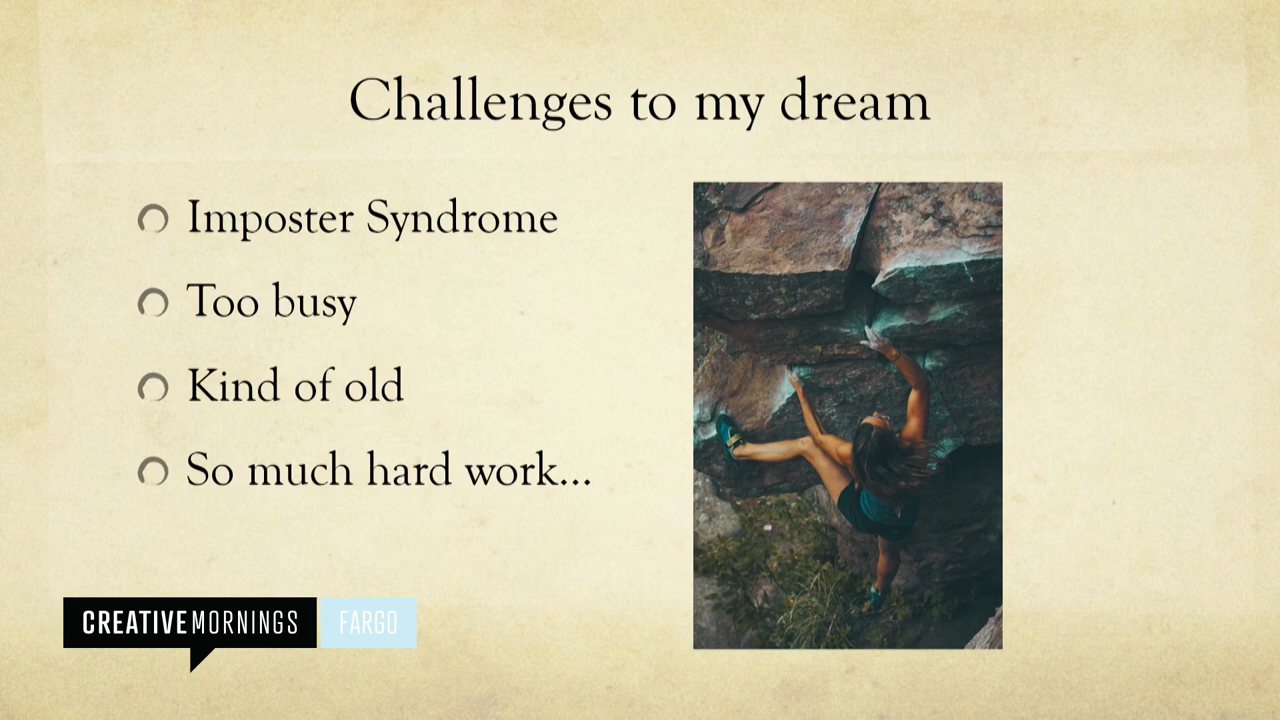 Challenges to my dream
Imposter Syndrome
Too busy
Kind of old
So much hard work...
CREATIVEMORNINGS FARGO